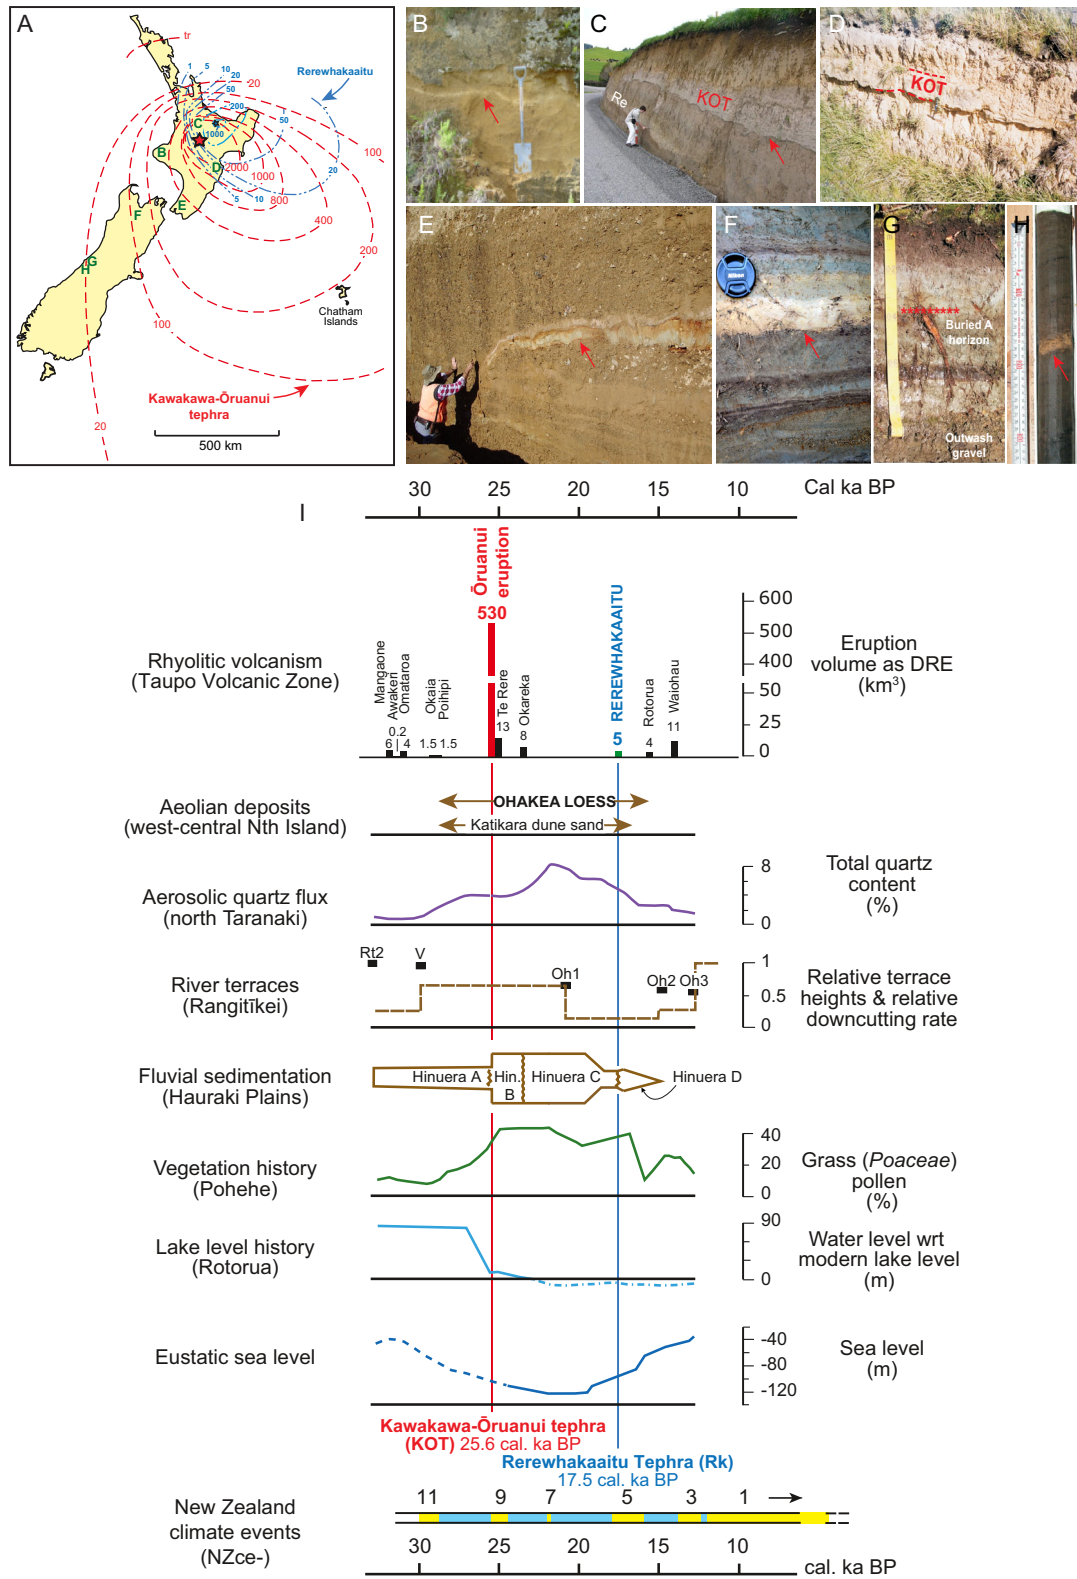 A
tr
1
5
10
20
50
200
20
Rerewhakaaitu
50
100
C
1000
B
D
2000
1000
20
5
10
800
E
F
400
200
G
H
Chatham
Islands
100
Kawakawa-Ōruanui
tephra
20
500 km
B
C
Re
KOT
D
KOT
E
F
Nikon
G
Buried A
horizon
Outwash
gravel
H
I
30 25 20 15 10 Cal ka BP
Rhyolitic volcanism
(Taupo Volcanic Zone)
Mangaone
Awakeri
Omataroa
Okaia
Poihipi
Ōruanui
eruption
530
Te Rere
Okareka
REREWHAKAAITU
Rotorua
Waiohau
6
0.2
4
1.5
1.5
13
8
5
4
11
600
500
400
50
25
0
Eruption
volume as DRE
(km³)
Aeolian deposits
(west-central Nth Island)
OHAKEA LOESS
Katikara dune sand
Aerosolic quartz flux
(north Taranaki)
8
0
Total quartz
content
(%)
River terraces
(Rangitīkei)
Rt2
V
Oh1
Oh2
Oh3
1
0.5
0
Relative terrace
heights & relative
downcutting rate
Fluvial sedimentation
(Hauraki Plains)
Hinuera A
Hin.
B
Hinuera C
Hinuera D
Vegetation history
(Pohehe)
40
20
0
Grass (Poaceae)
pollen
(%)
Lake level history
(Rotorua)
90
0
Water level wrt
modern lake level
(m)
Eustatic sea level
-40
-80
-120
Sea level
(m)
Kawakawa-Ōruanui tephra
(KOT) 25.6 cal. ka BP
Rerewhakaaitu Tephra (Rk)
17.5 cal. ka BP
New Zealand
climate events
(NZce-)
11 9 7 5 3 1
30 25 20 15 10 cal. ka BP